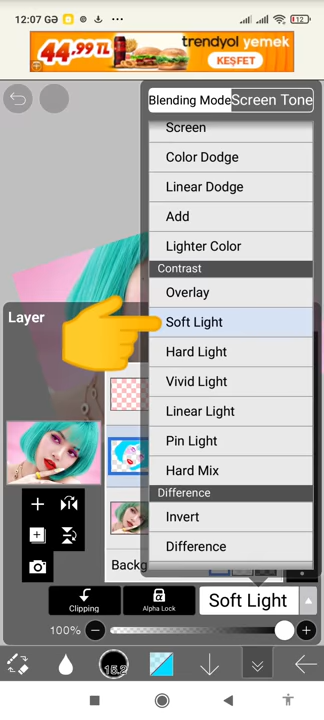 12:07 GƏ
12
44,99 TL
trendyol yemek
KEŞFET
Blending Mode
Screen Tone
Screen
Color Dodge
Linear Dodge
Add
Lighter Color
Contrast
Overlay
Layer
Soft Light
Hard Light
Vivid Light
Linear Light
Pin Light
Hard Mix
Difference
Invert
Difference
Backg
Clipping
α
Alpha Lock
Soft Light
100%
15.2